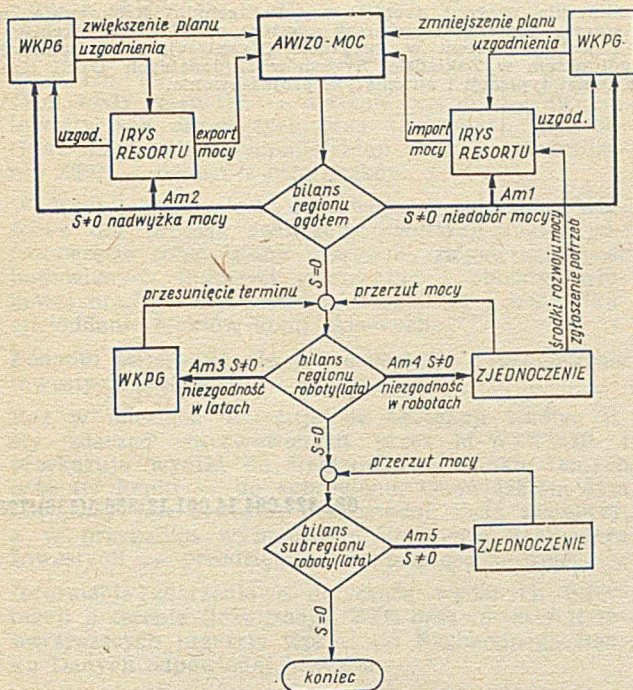 zwiększenie planu
WKPG
uzgodnienia
AWIZO-MOC
zmniejszenie planu
uzgodnienia
WKPG
uzgod.
IRYS
RESORTU
export
mocy
import
mocy
IRYS
RESORTU
uzgod.
Am2
S≠0 nadwyżka mocy
bilans
regionu
ogółem
Am1
S≠0 niedobór mocy
środki rozwoju mocy
zgłoszenie potrzeb
S=0
przesunięcie terminu
przerzut mocy
WKPG
Am3 S≠0
niezgodność
w latach
bilans
regionu
roboty(lata)
Am4 S≠0
niezgodność
w robotach
ZJEDNOCZENIE
S=0
przerzut mocy
bilans
subregionu
roboty(lata)
Am5
S≠0
ZJEDNOCZENIE
S=0
koniec